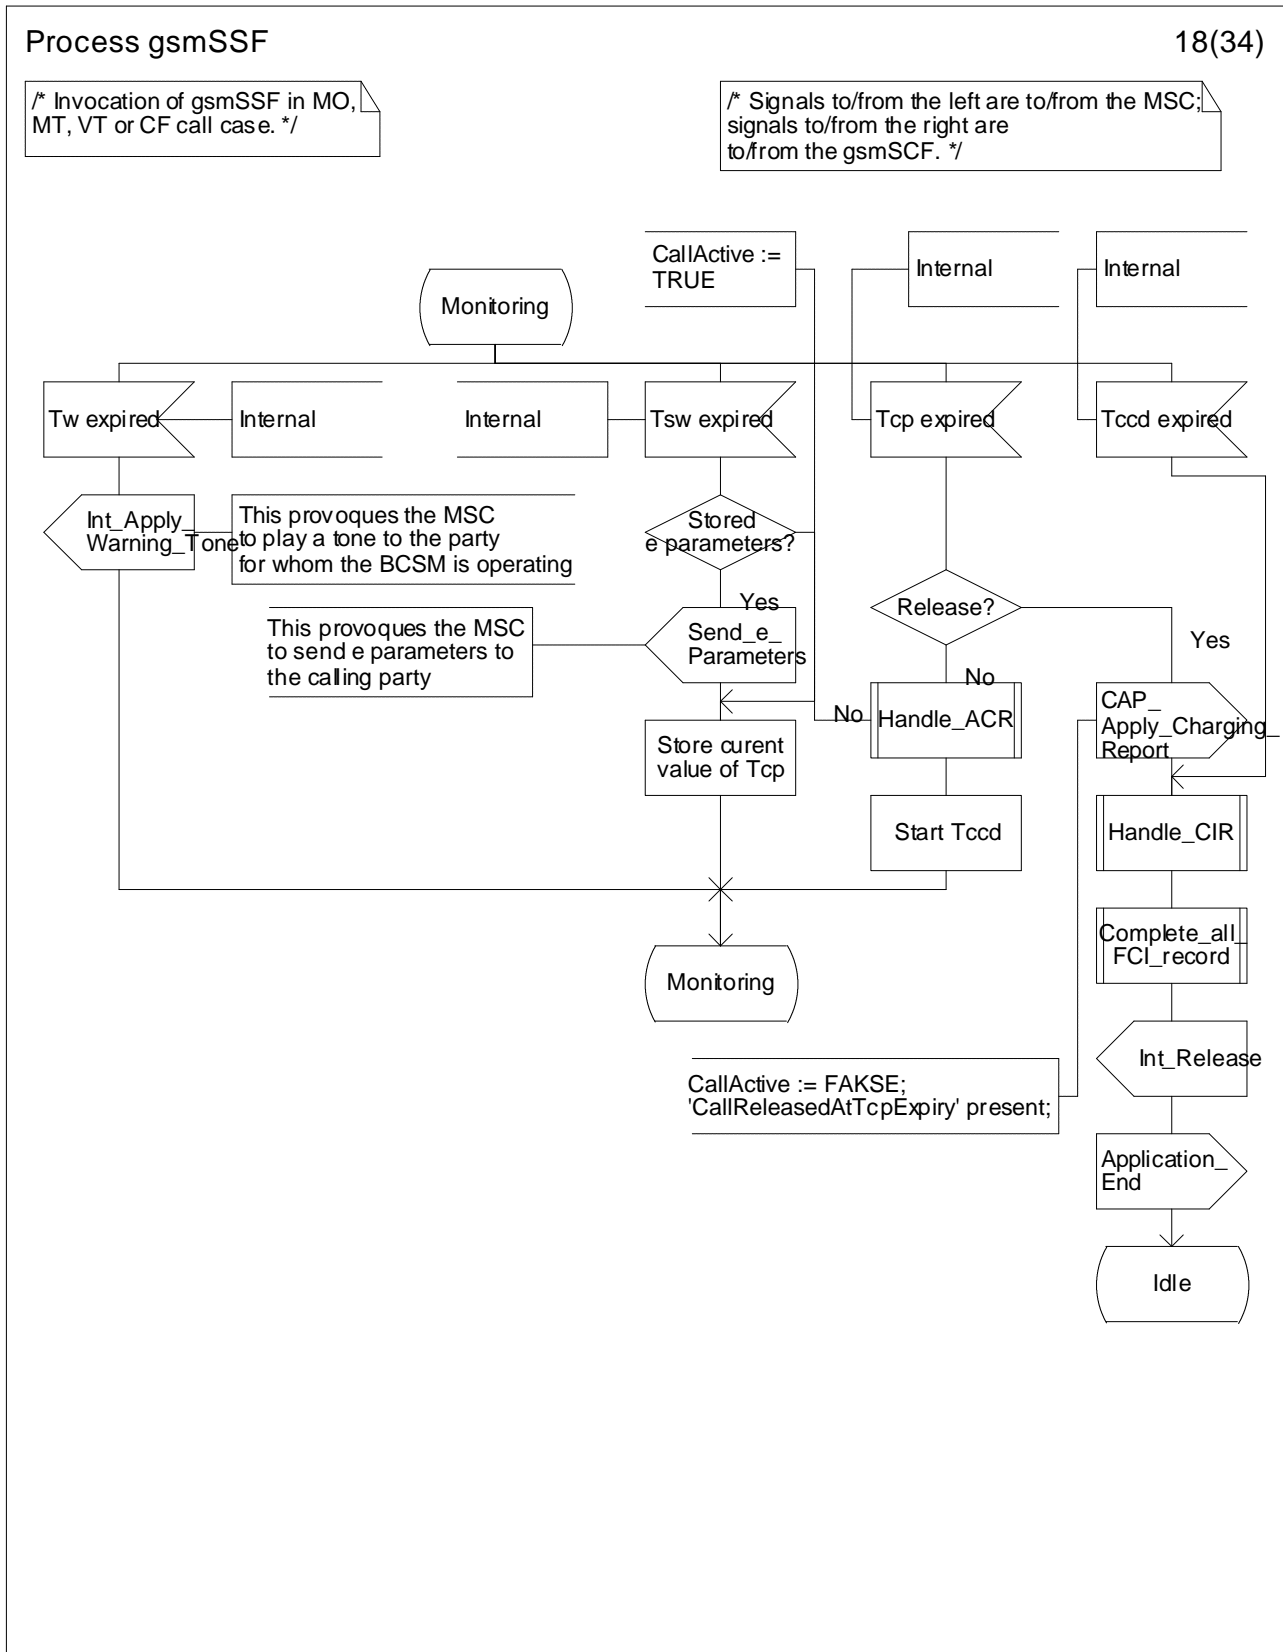 Process gsmSSF
18(34)
/* Invocation of gsmSSF in MO,
MT, VT or CF call case. */
/* Signals to/from the left are to/from the MSC;
signals to/from the right are
to/from the gsmSCF. */
CallActive :=
TRUE
Internal
Internal
Monitoring
Tw expired
Internal
Internal
Tsw expired
Tcp expired
Tccd expired
Int_Apply_
Warning_Tone
This provoques the MSC
to play a tone to the party
for whom the BCSM is operating
Stored
e parameters?
Yes
Release?
Yes
This provoques the MSC
to send e parameters to
the calling party
Send_e_
Parameters
No
No
Handle_ACR
CAP_
Apply_Charging_
Report
Store curent
value of Tcp
Start Tccd
Handle_CIR
Complete_all_
FCI_record
Monitoring
Int_Release
CallActive := FAKSE;
'CallReleasedAtTcpExpiry' present;
Application_
End
Idle